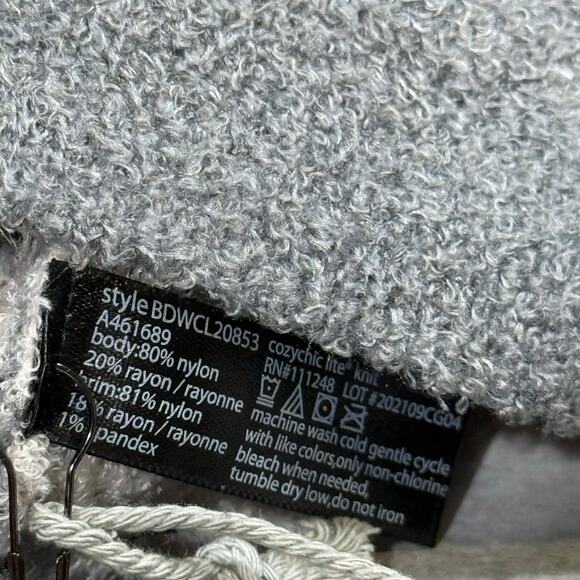 style BDWCL20853
A461689
body:80% nylon
20% rayon / rayonne
brim:81% nylon
18% rayon / rayonne
1% spandex
cozychic lite® knit
RN#111248 LOT #202109CG04
machine wash cold gentle cycle
with like colors,only non-chlorine
bleach when needed,
tumble dry low,do not iron